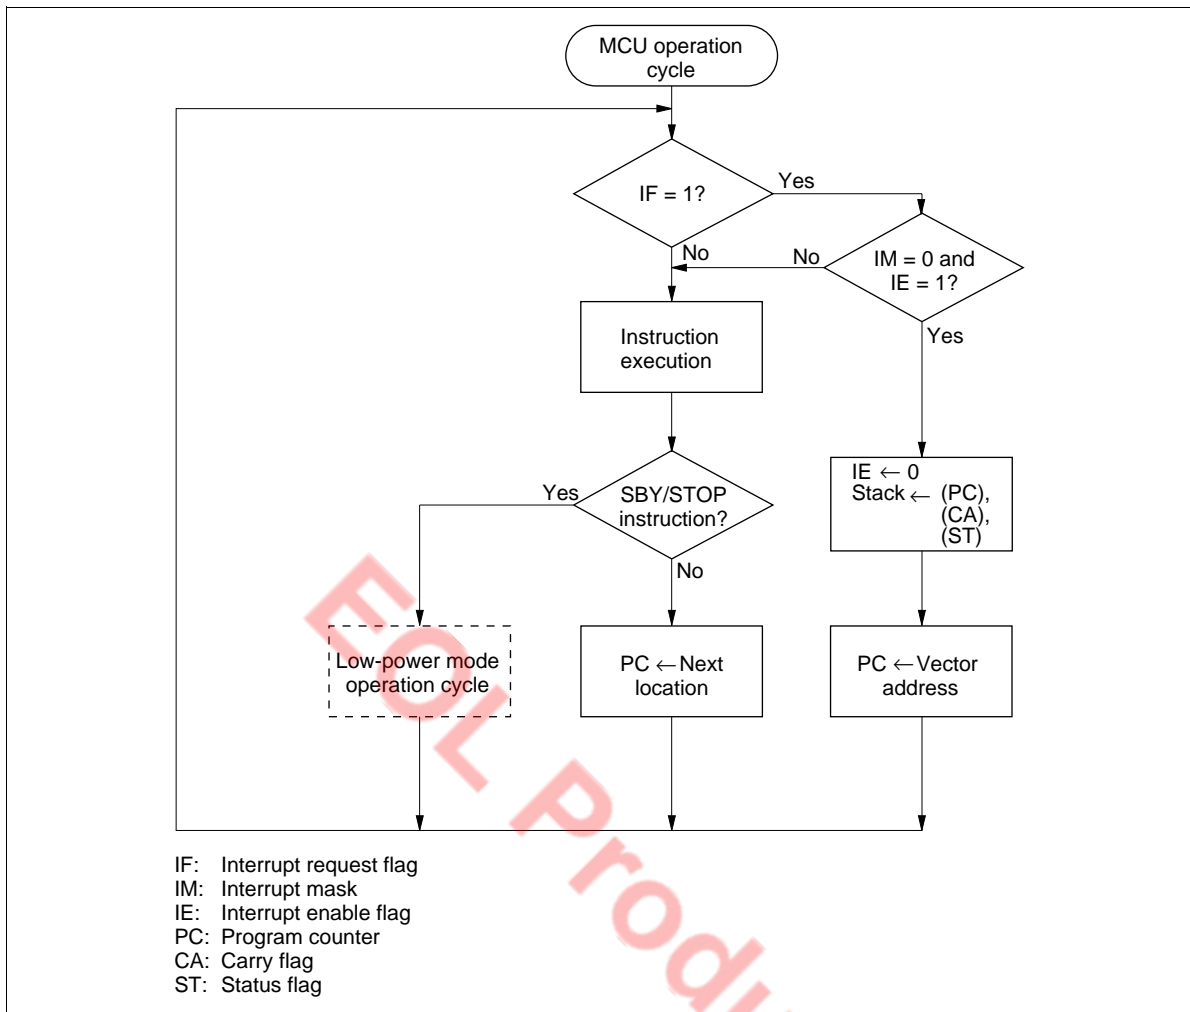 MCU operation
cycle
IF = 1?
Yes
No
No
IM = 0 and
IE = 1?
Yes
Instruction
execution
IE ← 0
Stack ← (PC),
(CA),
(ST)
Yes
SBY/STOP
instruction?
No
Low-power mode
operation cycle
PC ← Next
location
PC ← Vector
address
EOL Produ
IF: Interrupt request flag
IM: Interrupt mask
IE: Interrupt enable flag
PC: Program counter
CA: Carry flag
ST: Status flag